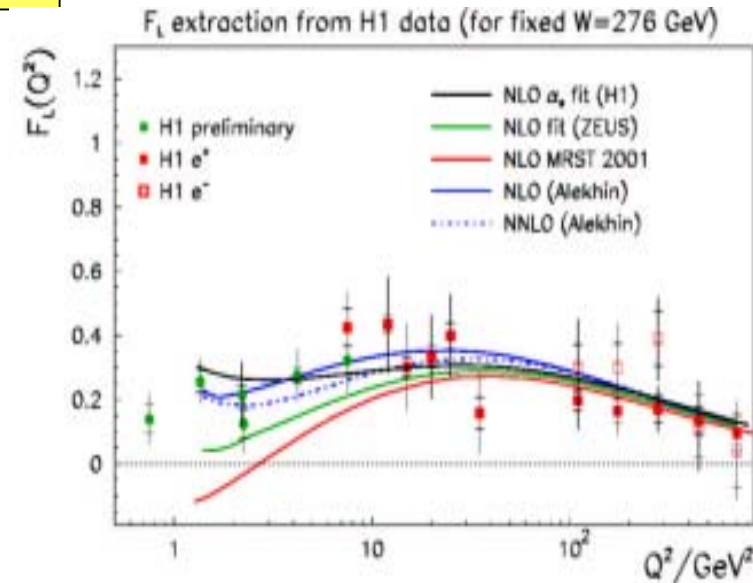 F_L extraction from H1 data (for fixed W=276 GeV)
F_L(Q²)
1.2
1
0.8
0.6
0.4
0.2
0
H1 preliminary
H1 e⁺
H1 e⁻
NLO α_s fit (H1)
NLO fit (ZEUS)
NLO MRST 2001
NLO (Alekhin)
NNLO (Alekhin)
1
10
10²
Q²/GeV²